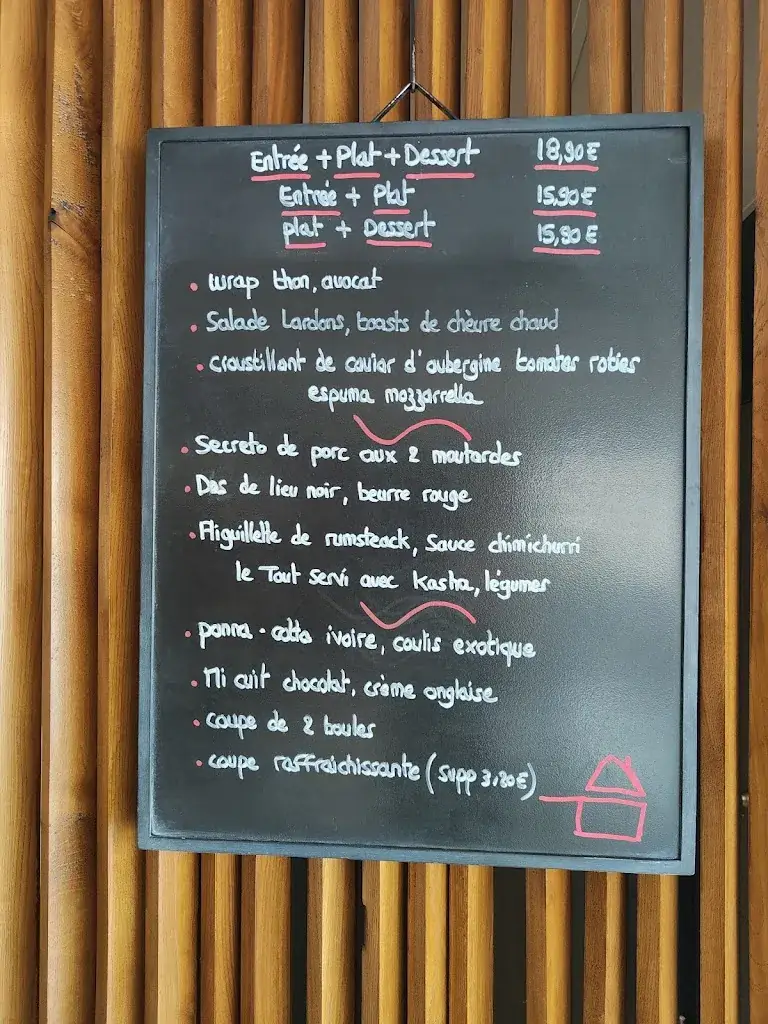 Entrée + Plat + Dessert 18,90€
Entrée + Plat 15,90€
plat + Dessert 15,90€
• wrap thon, avocat
• Salade Lardons, toasts de chèvre chaud
• croustillant de caviar d'aubergine tomates roties
espuma mozzarrella
• Secreto de porc aux 2 moutardes
• Dos de lieu noir, beurre rouge
• Aiguillette de rumsteack, Sauce chimichurri
le Tout servi avec Kasha, légumes
• panna-cotta ivoire, coulis exotique
• Mi cuit chocolat, crème anglaise
• coupe de 2 boules
• coupe raffraichissante (supp 3,80€)